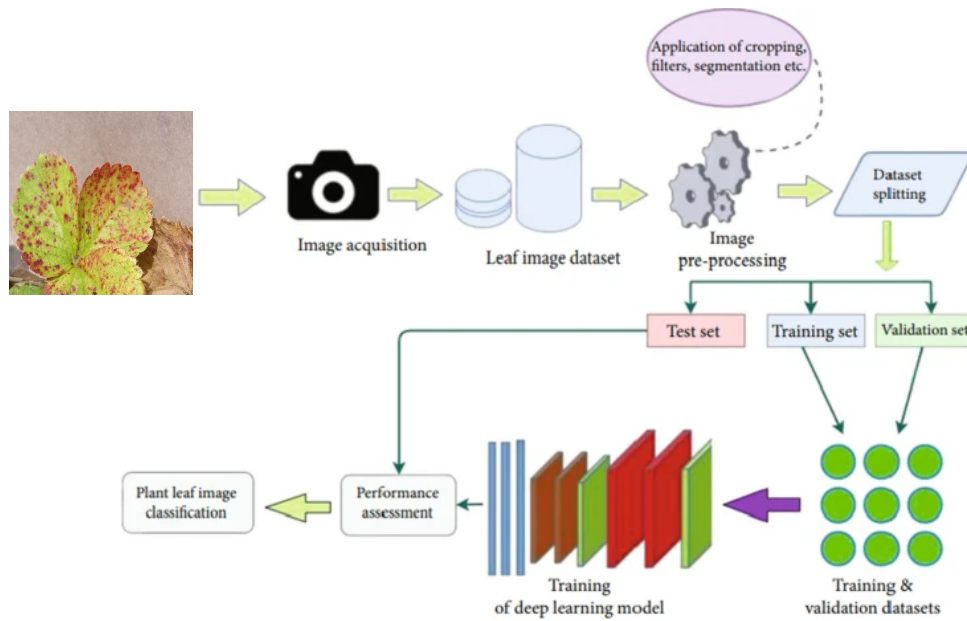 Application of cropping,
filters, segmentation etc.
Image acquisition
Leaf image dataset
Image
pre-processing
Dataset
splitting
Test set
Training set
Validation set
Plant leaf image
classification
Performance
assessment
Training
of deep learning model
Training &
validation datasets